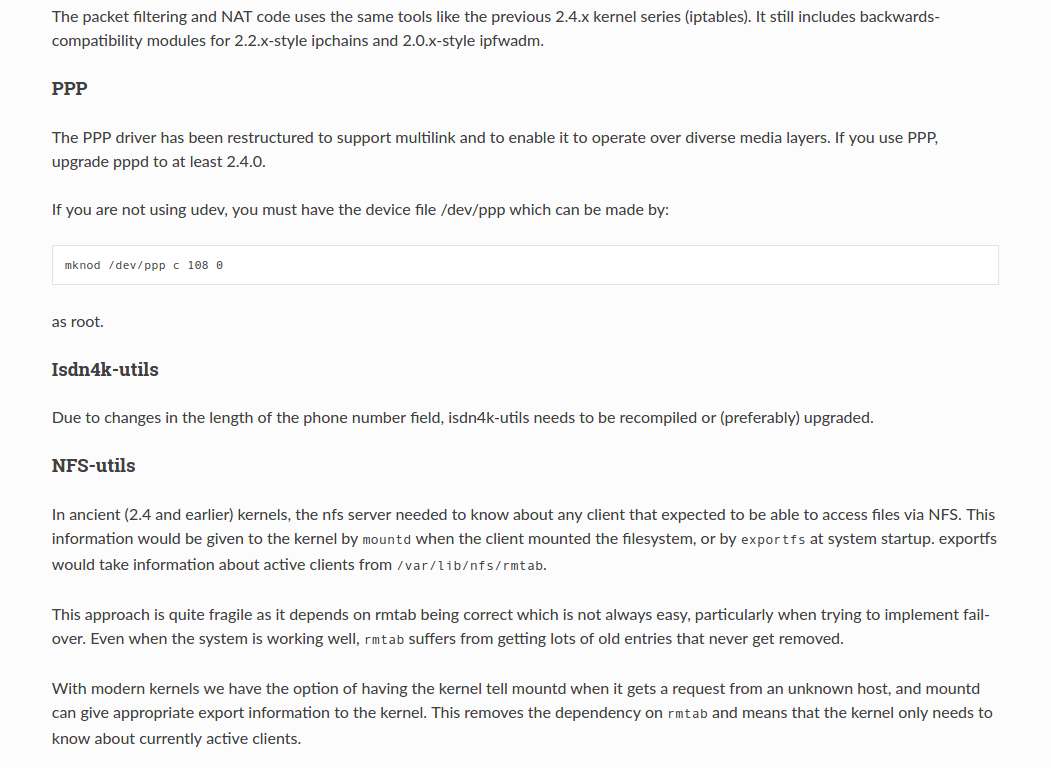 The packet filtering and NAT code uses the same tools like the previous 2.4.x kernel series (iptables). It still includes backwards-
compatibility modules for 2.2.x-style ipchains and 2.0.x-style ipfwadm.
PPP
The PPP driver has been restructured to support multilink and to enable it to operate over diverse media layers. If you use PPP,
upgrade pppd to at least 2.4.0.
If you are not using udev, you must have the device file /dev/ppp which can be made by:
mknod /dev/ppp c 108 0
as root.
Isdn4k-utils
Due to changes in the length of the phone number field, isdn4k-utils needs to be recompiled or (preferably) upgraded.
NFS-utils
In ancient (2.4 and earlier) kernels, the nfs server needed to know about any client that expected to be able to access files via NFS. This
information would be given to the kernel by mountd when the client mounted the filesystem, or by exportfs at system startup. exportfs
would take information about active clients from /var/lib/nfs/rmtab.
This approach is quite fragile as it depends on rmtab being correct which is not always easy, particularly when trying to implement fail-
over. Even when the system is working well, rmtab suffers from getting lots of old entries that never get removed.
With modern kernels we have the option of having the kernel tell mountd when it gets a request from an unknown host, and mountd
can give appropriate export information to the kernel. This removes the dependency on rmtab and means that the kernel only needs to
know about currently active clients.